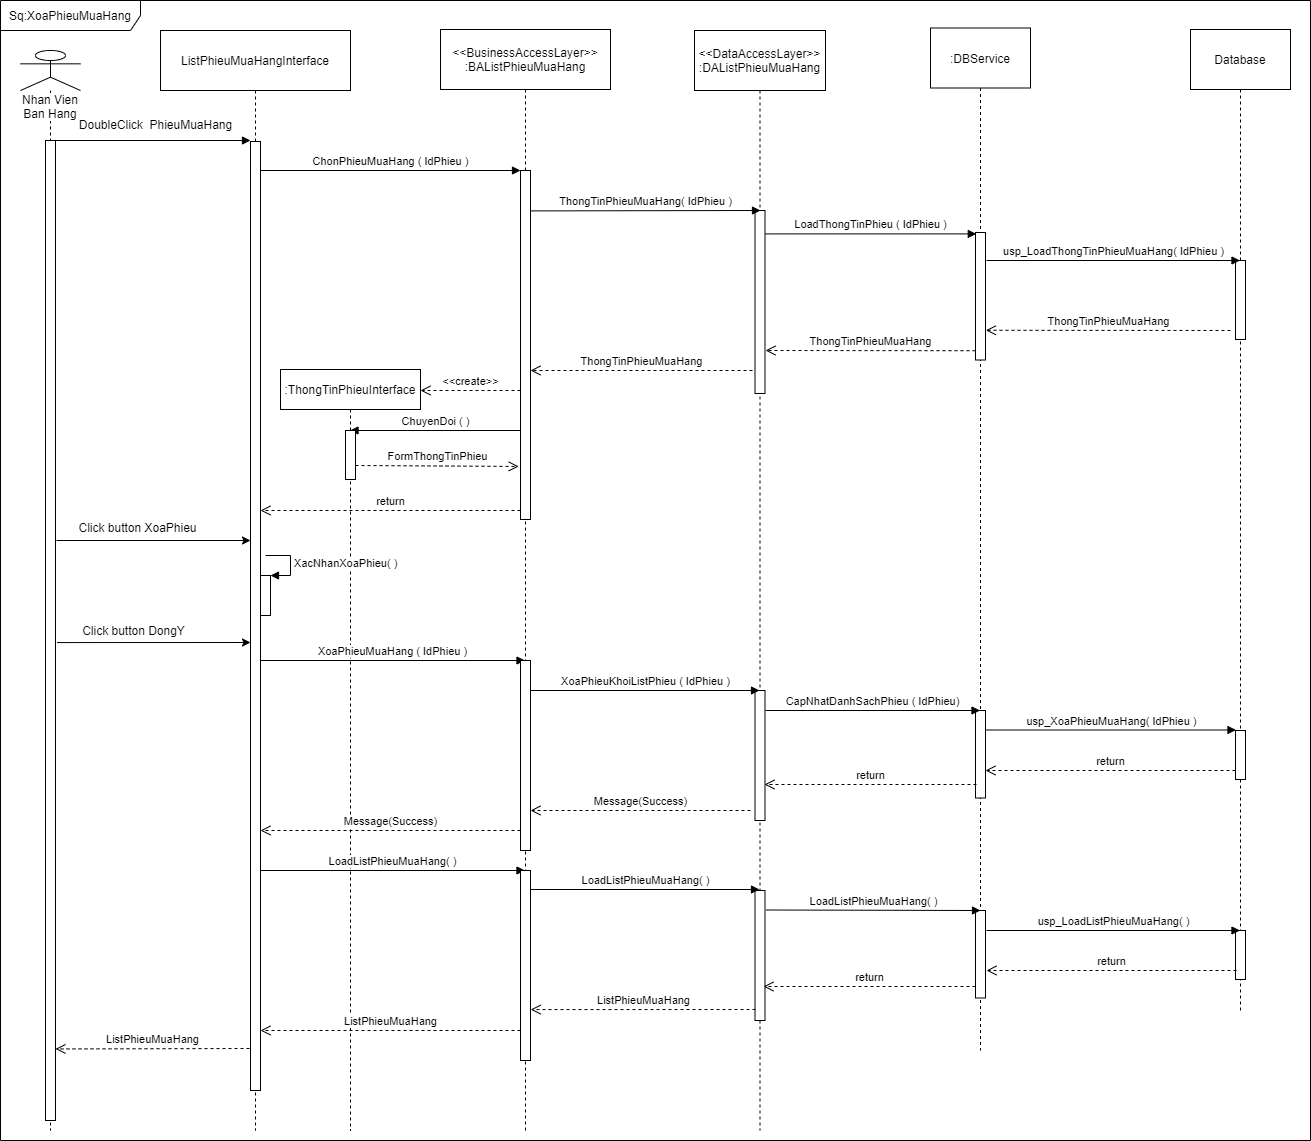 Sq:XoaPhieuMuaHang
ListPhieuMuaHangInterface
<<BusinessAccessLayer>>
:BAListPhieuMuaHang
<<DataAccessLayer>>
:DAListPhieuMuaHang
:DBService
Database
Nhan Vien
Ban Hang
DoubleClick  PhieuMuaHang
ChonPhieuMuaHang ( IdPhieu )
ThongTinPhieuMuaHang( IdPhieu )
LoadThongTinPhieu ( IdPhieu )
usp_LoadThongTinPhieuMuaHang( IdPhieu )
ThongTinPhieuMuaHang
ThongTinPhieuMuaHang
ThongTinPhieuMuaHang
<<create>>
:ThongTinPhieuInterface
ChuyenDoi ( )
FormThongTinPhieu
return
Click button XoaPhieu
XacNhanXoaPhieu( )
Click button DongY
XoaPhieuMuaHang ( IdPhieu )
XoaPhieuKhoiListPhieu ( IdPhieu )
CapNhatDanhSachPhieu ( IdPhieu)
usp_XoaPhieuMuaHang( IdPhieu )
return
return
Message(Success)
Message(Success)
LoadListPhieuMuaHang( )
LoadListPhieuMuaHang( )
LoadListPhieuMuaHang( )
usp_LoadListPhieuMuaHang( )
return
return
ListPhieuMuaHang
ListPhieuMuaHang
ListPhieuMuaHang